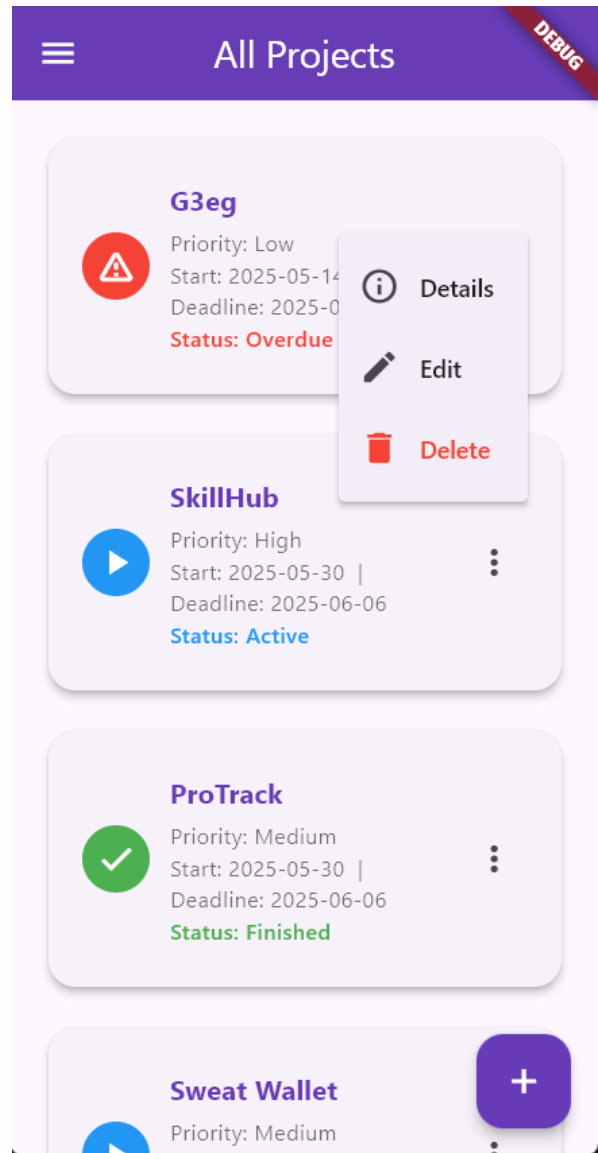 All Projects
DEBUG
G3eg
Priority: Low
Start: 2025-05-14
Deadline: 2025-0
Status: Overdue
Details
Edit
Delete
SkillHub
Priority: High
Start: 2025-05-30 |
Deadline: 2025-06-06
Status: Active
ProTrack
Priority: Medium
Start: 2025-05-30 |
Deadline: 2025-06-06
Status: Finished
Sweat Wallet
Priority: Medium